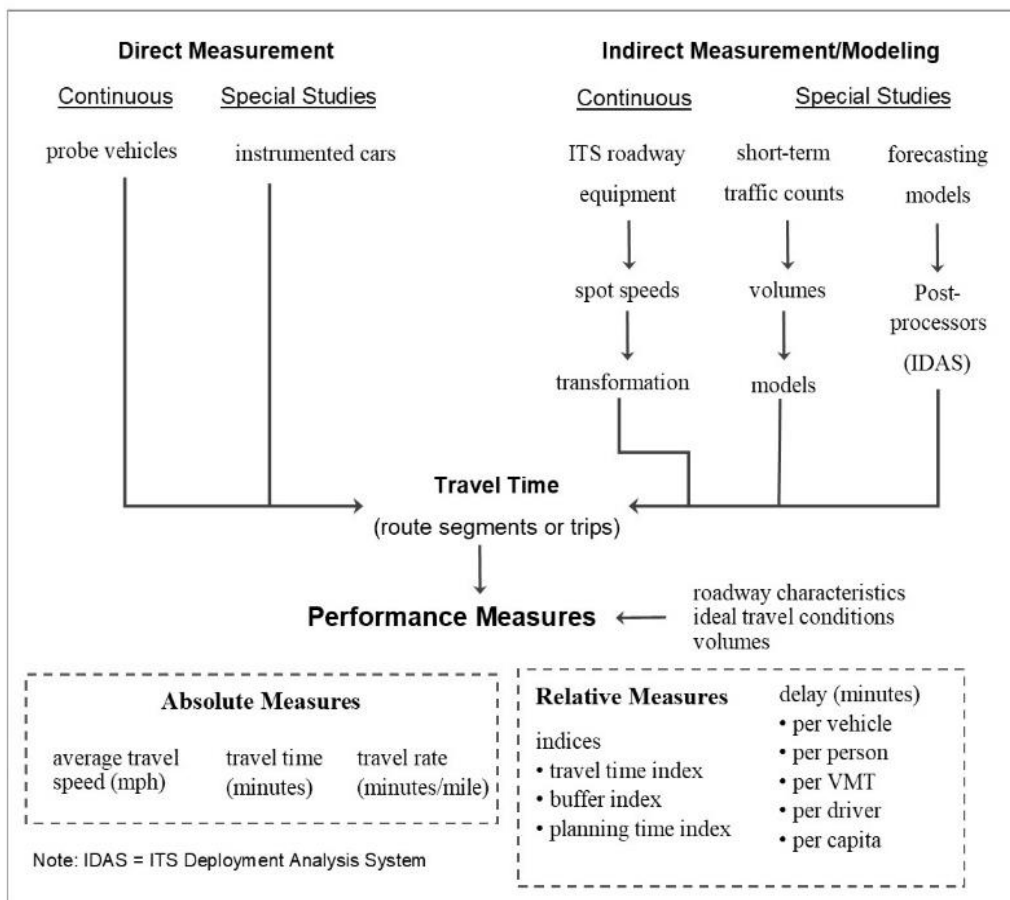 Direct Measurement
Continuous
Special Studies
probe vehicles
instrumented cars
Indirect Measurement/Modeling
Continuous
Special Studies
ITS roadway
equipment
spot speeds
transformation
short-term
traffic counts
volumes
models
forecasting
models
Post-
processors
(IDAS)
Travel Time
(route segments or trips)
Performance Measures
roadway characteristics
ideal travel conditions
volumes
Absolute Measures
average travel
speed (mph)
travel time
(minutes)
travel rate
(minutes/mile)
Relative Measures
indices
• travel time index
• buffer index
• planning time index
delay (minutes)
• per vehicle
• per person
• per VMT
• per driver
• per capita
Note: IDAS = ITS Deployment Analysis System